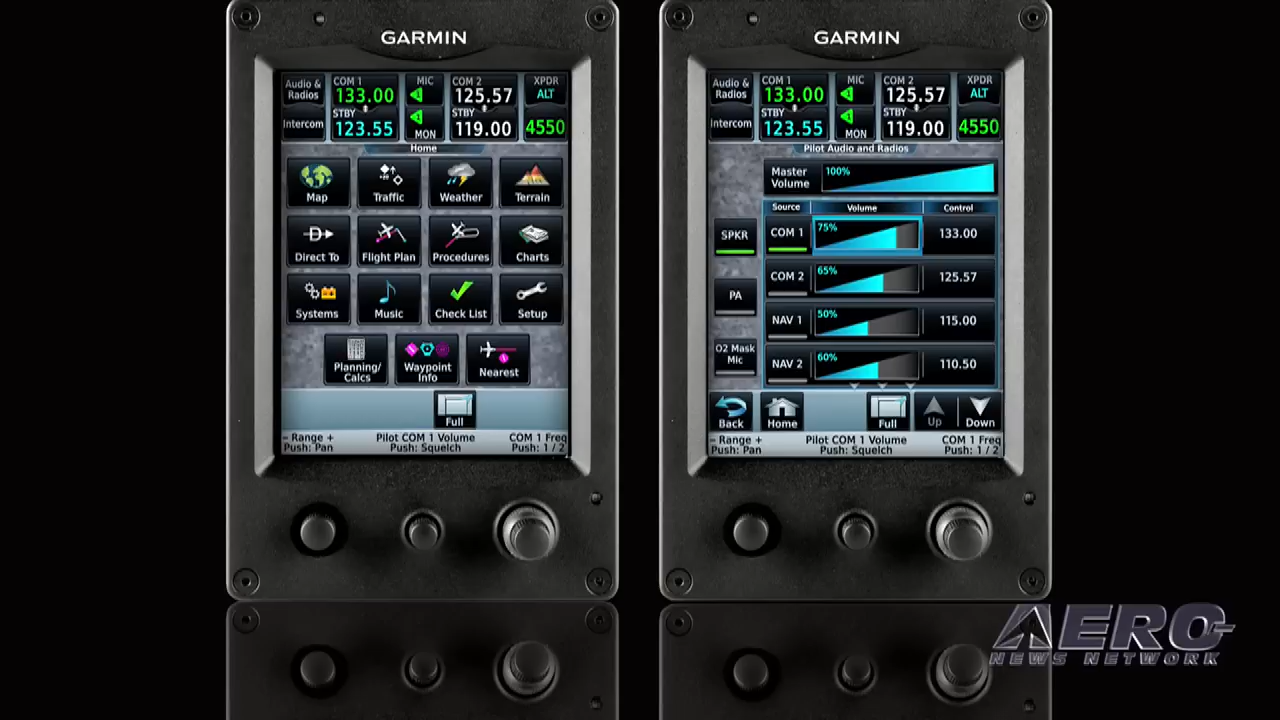 GARMIN
Audio & Radios
Intercom
COM 1
133.00
STBY
123.55
MIC
MON
COM 2
125.57
STBY
119.00
XPDR
ALT
4550
Home
Map
Traffic
Weather
Terrain
Direct To
Flight Plan
Procedures
Charts
Systems
Music
Check List
Setup
Planning/
Calcs
Waypoint
Info
Nearest
Full
– Range +
Push: Pan
Pilot COM 1 Volume
Push: Squelch
COM 1 Freq
Push: 1 / 2
GARMIN
Audio & Radios
Intercom
COM 1
133.00
STBY
123.55
MIC
MON
COM 2
125.57
STBY
119.00
XPDR
ALT
4550
Pilot Audio and Radios
Master
Volume
100%
Source
Volume
Control
SPKR
PA
O2 Mask
Mic
COM 1
75%
133.00
COM 2
65%
125.57
NAV 1
50%
115.00
NAV 2
60%
110.50
Back
Home
Full
Up
Down
– Range +
Push: Pan
Pilot COM 1 Volume
Push: Squelch
COM 1 Freq
Push: 1 / 2
AERO-
NEWS NETWORK